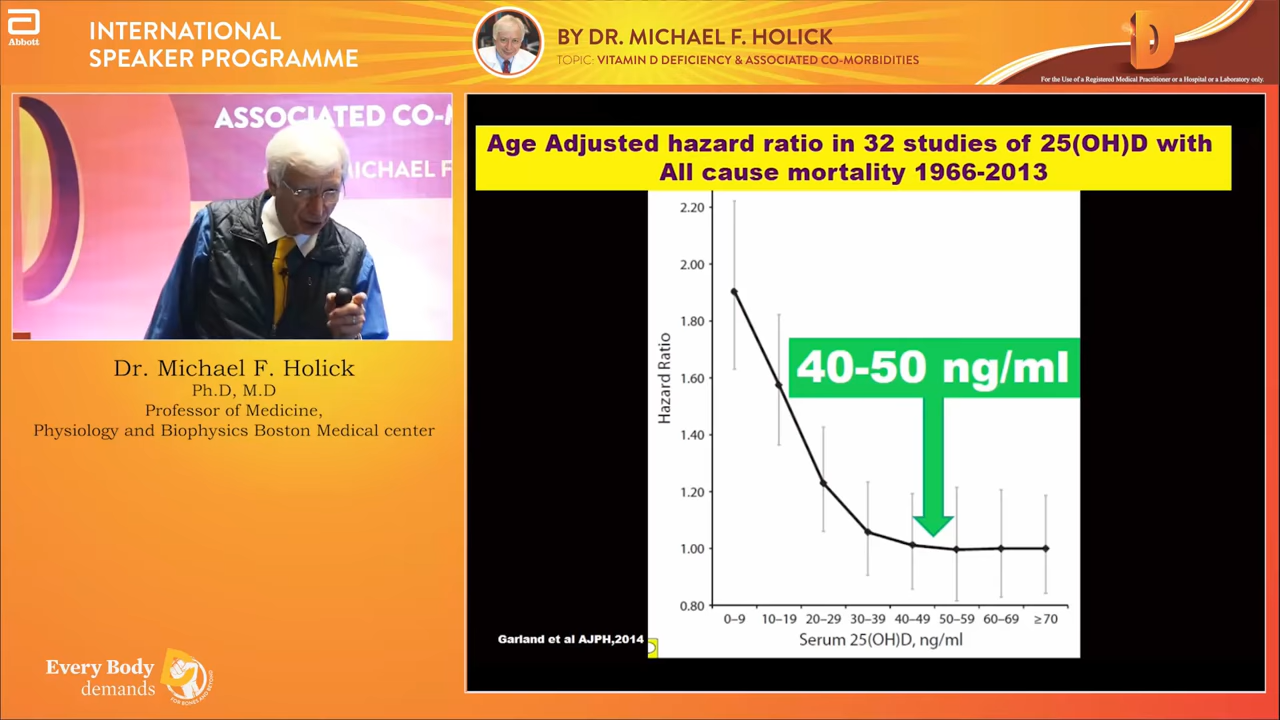 Abbott
INTERNATIONAL
SPEAKER PROGRAMME
BY DR. MICHAEL F. HOLICK
TOPIC: VITAMIN D DEFICIENCY & ASSOCIATED CO-MORBIDITIES
D
For the Use of a Registered Medical Practitioner or a Hospital or a Laboratory only.
ASSOCIATED CO-M
MICHAEL F
Dr. Michael F. Holick
Ph.D, M.D
Professor of Medicine,
Physiology and Biophysics Boston Medical center
Every Body
demands
FOR BONES AND BEYOND
Age Adjusted hazard ratio in 32 studies of 25(OH)D with
All cause mortality 1966-2013
2.20
2.00
1.80
1.60
1.40
1.20
1.00
0.80
Hazard Ratio
40-50 ng/ml
0–9 10–19 20–29 30–39 40–49 50–59 60–69 ≥70
Serum 25(OH)D, ng/ml
Garland et al AJPH,2014